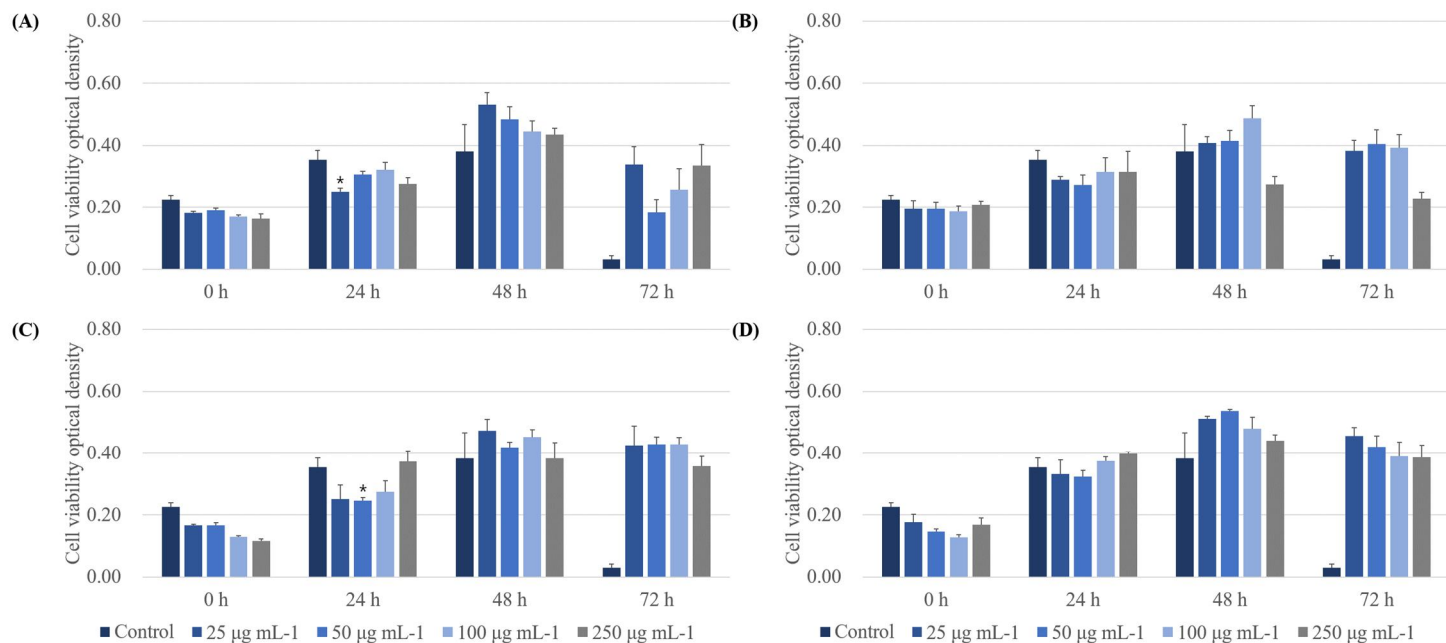 (A)
Cell viability optical density
0.80
0.60
0.40
0.20
0.00
*
0 h 24 h 48 h 72 h
(B)
Cell viability optical density
0.80
0.60
0.40
0.20
0.00
0 h 24 h 48 h 72 h
(C)
Cell viability optical density
0.80
0.60
0.40
0.20
0.00
*
0 h 24 h 48 h 72 h
Control 25 μg mL-1 50 μg mL-1 100 μg mL-1 250 μg mL-1
(D)
Cell viability optical density
0.80
0.60
0.40
0.20
0.00
0 h 24 h 48 h 72 h
Control 25 μg mL-1 50 μg mL-1 100 μg mL-1 250 μg mL-1